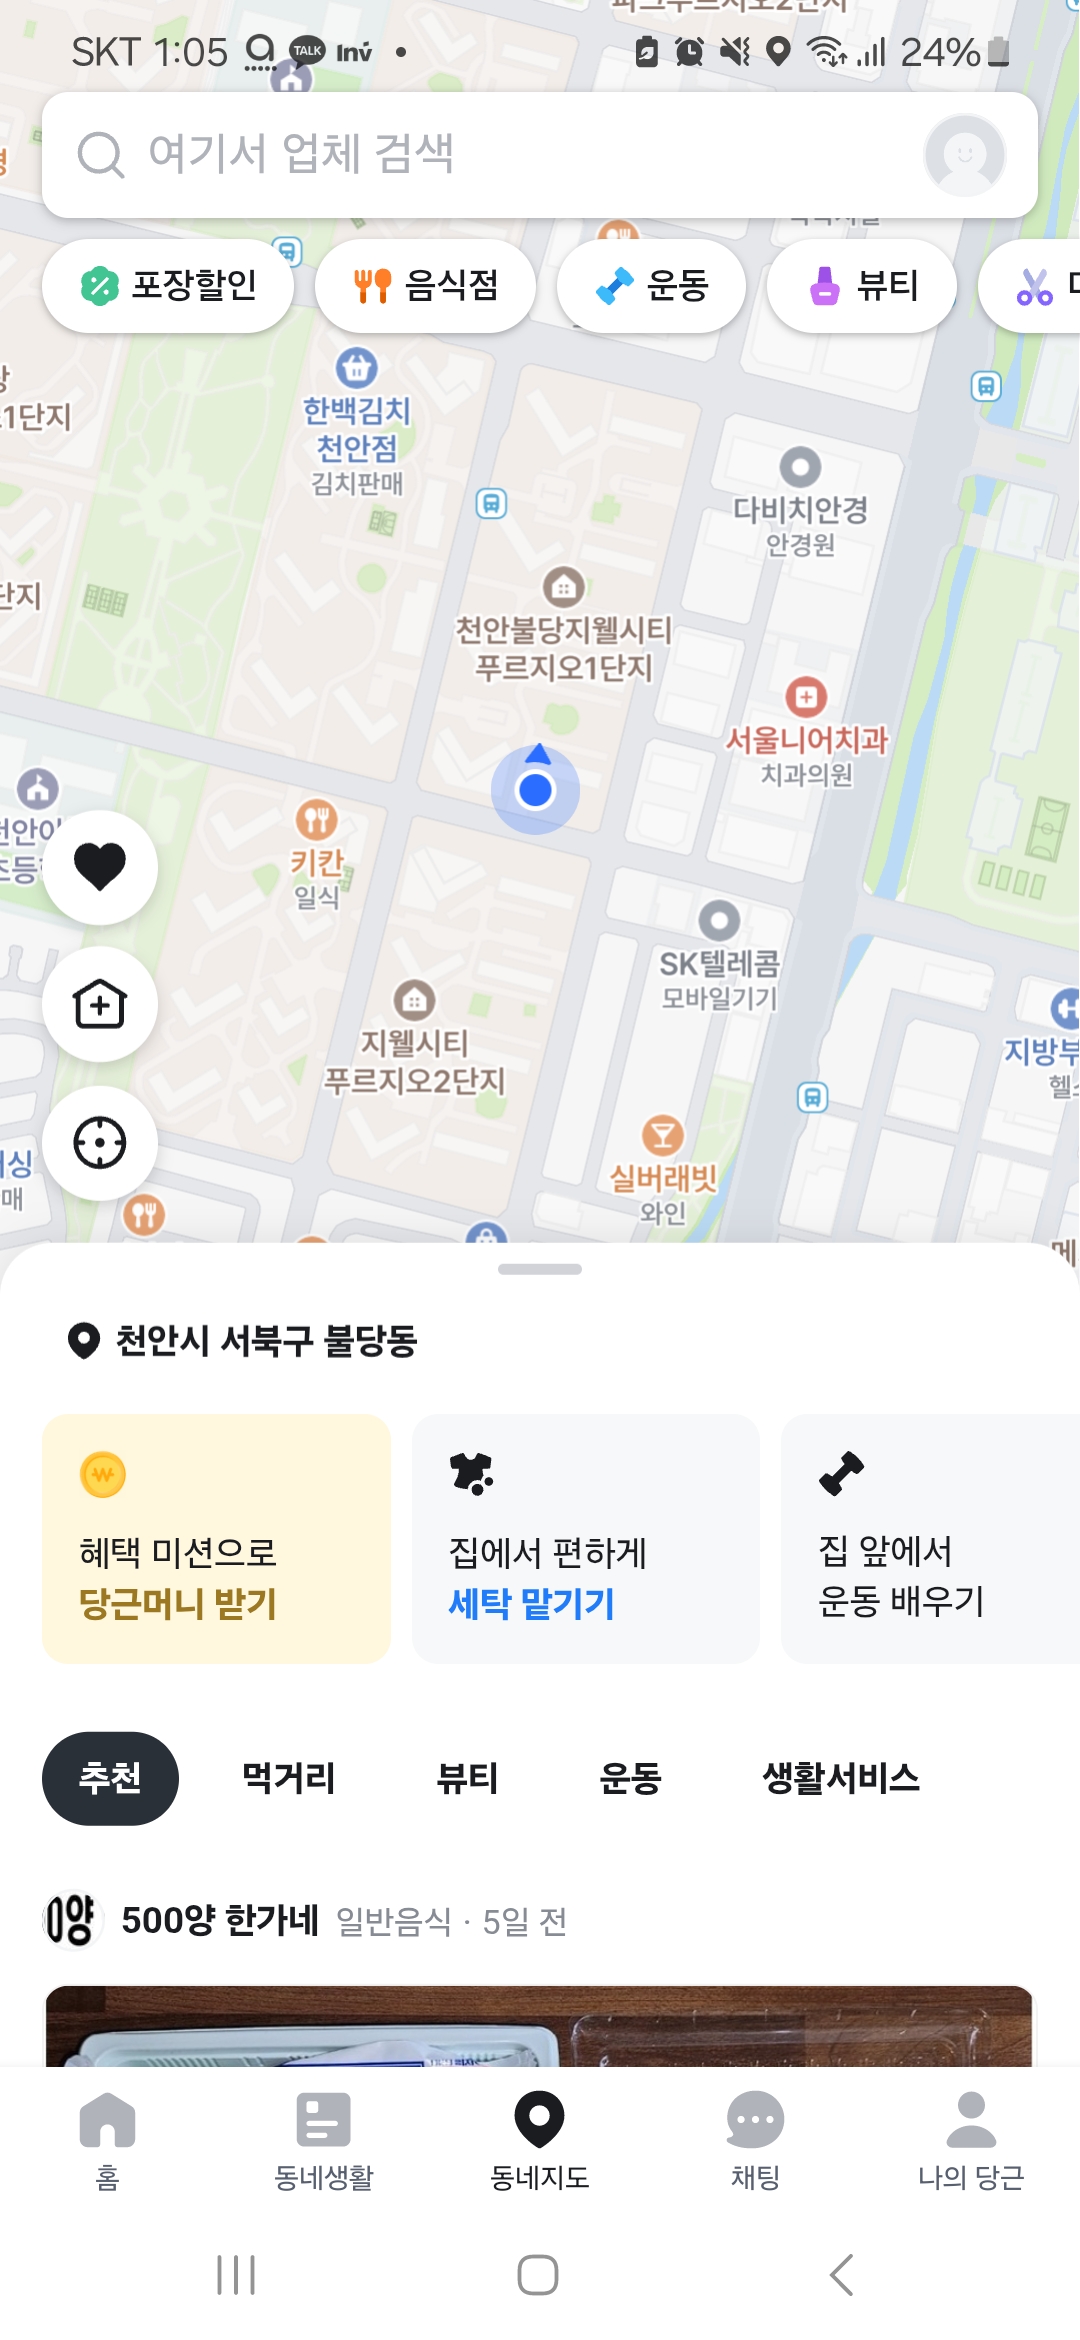 SKT 1:05
TALK
Inv
24%
여기서 업체 검색
포장할인
음식점
운동
뷰티
1단지
한백김치
천안점
김치판매
다비치안경
안경원
단지
천안불당지웰시티
푸르지오1단지
서울니어치과
치과의원
키칸
일식
SK텔레콤
모바일기기
지웰시티
푸르지오2단지
실버래빗
와인
천안시 서북구 불당동
혜택 미션으로
당근머니 받기
집에서 편하게
세탁 맡기기
집 앞에서
운동 배우기
추천
먹거리
뷰티
운동
생활서비스
500양 한가네 일반음식 · 5일 전
홈
동네생활
동네지도
채팅
나의 당근